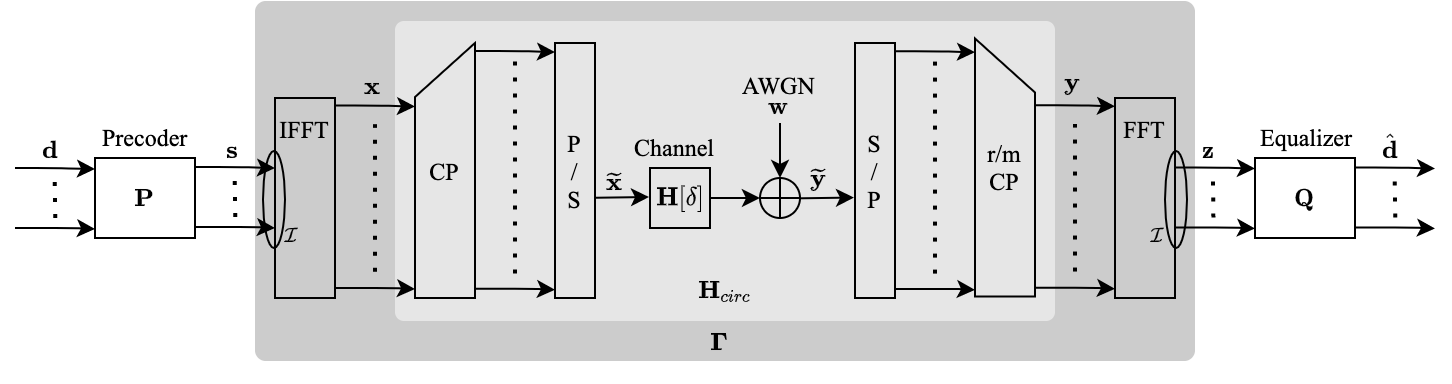 d
Precoder
P
s
IFFT
ℐ
x
CP
P
/
S
x̃
Channel
H[δ]
AWGN
w
ỹ
S
/
P
r/m
CP
y
FFT
ℐ
z
Equalizer
Q
d̂
H_circ
Γ